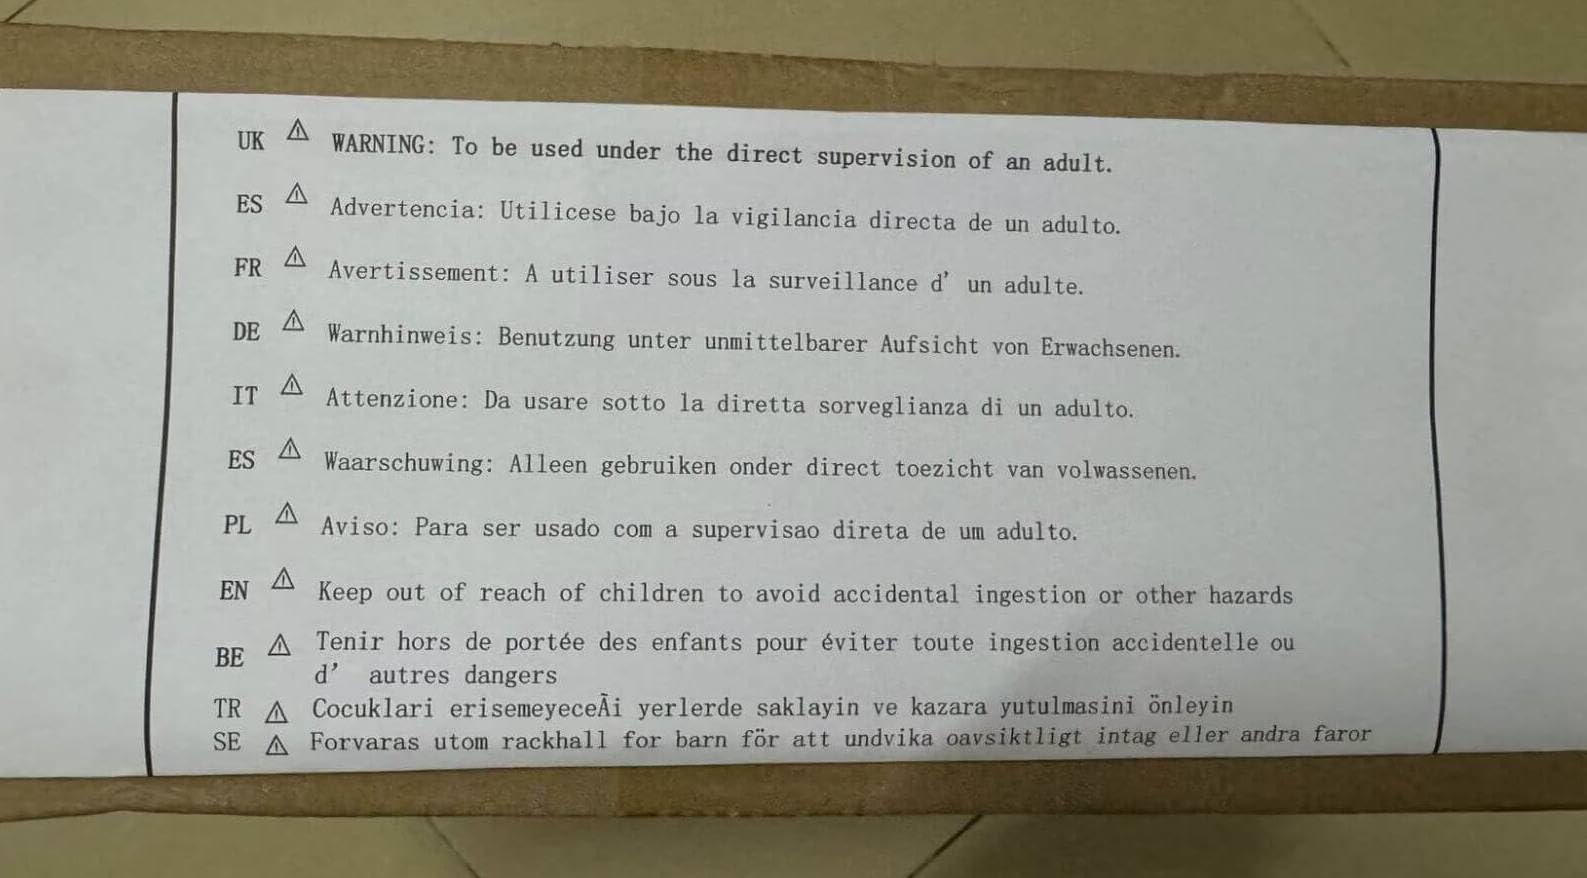 UK ⚠ WARNING: To be used under the direct supervision of an adult.
ES ⚠ Advertencia: Utilicese bajo la vigilancia directa de un adulto.
FR ⚠ Avertissement: A utiliser sous la surveillance d' un adulte.
DE ⚠ Warnhinweis: Benutzung unter unmittelbarer Aufsicht von Erwachsenen.
IT ⚠ Attenzione: Da usare sotto la diretta sorveglianza di un adulto.
ES ⚠ Waarschuwing: Alleen gebruiken onder direct toezicht van volwassenen.
PL ⚠ Aviso: Para ser usado com a supervisao direta de um adulto.
EN ⚠ Keep out of reach of children to avoid accidental ingestion or other hazards
BE ⚠ Tenir hors de portée des enfants pour éviter toute ingestion accidentelle ou
d' autres dangers
TR ⚠ Cocuklari erisemeyeceÃi yerlerde saklayin ve kazara yutulmasini önleyin
SE ⚠ Forvaras utom rackhall for barn för att undvika oavsiktligt intag eller andra faror